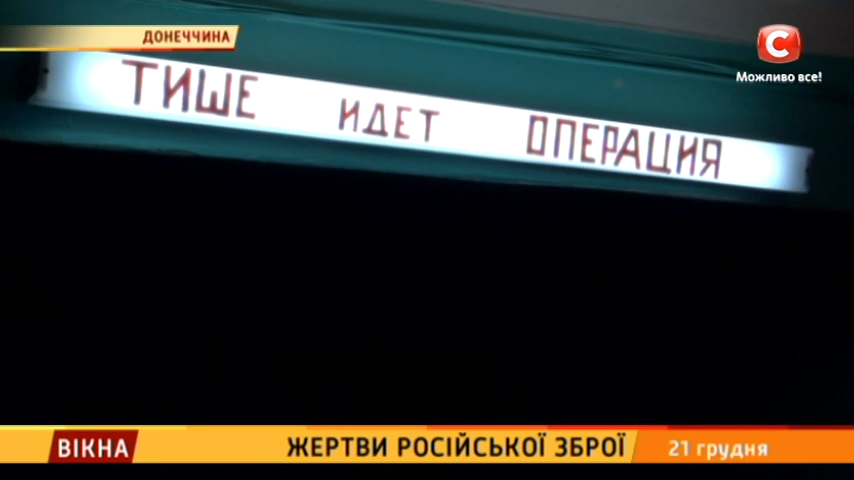 ДОНЕЧЧИНА
С
Можливо все!
ТИШЕ ИДЕТ ОПЕРАЦИЯ
ВІКНА
ЖЕРТВИ РОСІЙСЬКОЇ ЗБРОЇ
21 грудня